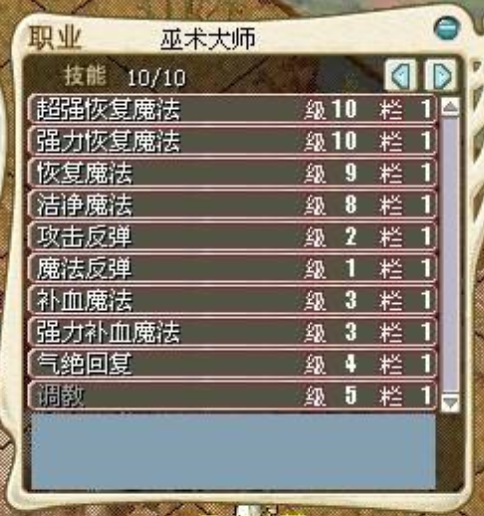 职业 巫术大师
技能 10/10
超强恢复魔法 级 10 栏 1
强力恢复魔法 级 10 栏 1
恢复魔法 级 9 栏 1
洁净魔法 级 8 栏 1
攻击反弹 级 2 栏 1
魔法反弹 级 1 栏 1
补血魔法 级 3 栏 1
强力补血魔法 级 3 栏 1
气绝回复 级 4 栏 1
调教 级 5 栏 1